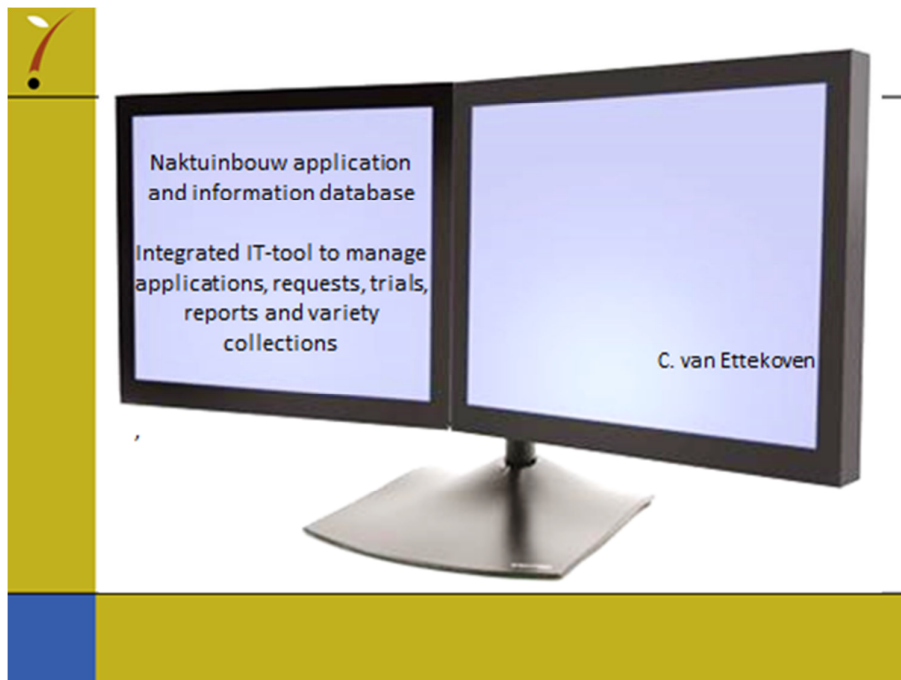 Naktuinbouw application
and information database
Integrated IT-tool to manage
applications, requests, trials,
reports and variety
collections
C. van Ettekoven
,